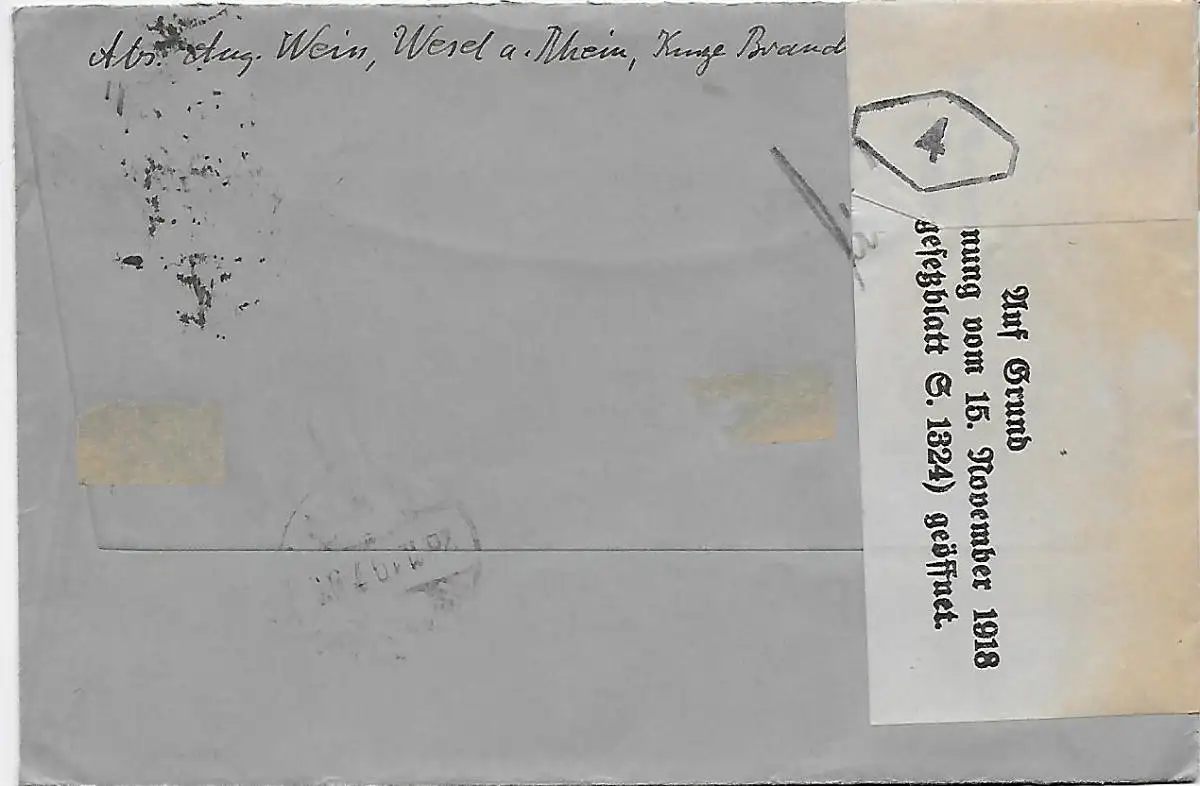 Abs. Aug. Wein, Wesel a. Rhein, Kurze Brand
Auf Grund
nung vom 15. November 1918
gesetzblatt S. 1324) geöffnet.
4